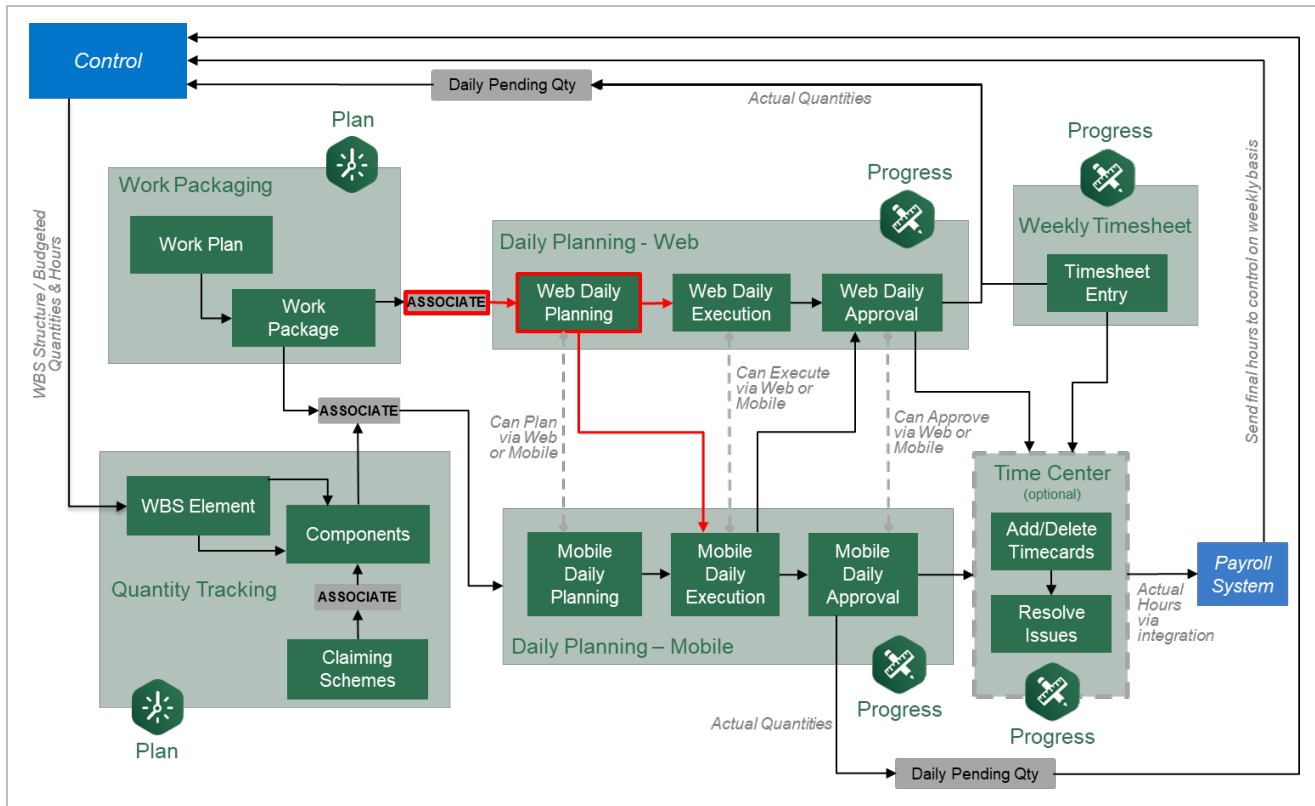 Control
Daily Pending Qty
Actual Quantities
Plan
Progress
Progress
Work Packaging
Work Plan
Work
Package
ASSOCIATE
Daily Planning - Web
Web Daily
Planning
Web Daily
Execution
Web Daily
Approval
Weekly Timesheet
Timesheet
Entry
WBS Structure / Budgeted
Quantities & Hours
Send final hours to control on weekly basis
ASSOCIATE
Can Plan
via Web
or Mobile
Can Execute
via Web or
Mobile
Can Approve
via Web or
Mobile
WBS Element
Components
Quantity Tracking
ASSOCIATE
Claiming
Schemes
Plan
Mobile
Daily
Planning
Mobile
Daily
Execution
Mobile
Daily
Approval
Daily Planning – Mobile
Progress
Time Center
(optional)
Add/Delete
Timecards
Resolve
Issues
Progress
Actual
Hours
via
integration
Payroll
System
Actual Quantities
Daily Pending Qty